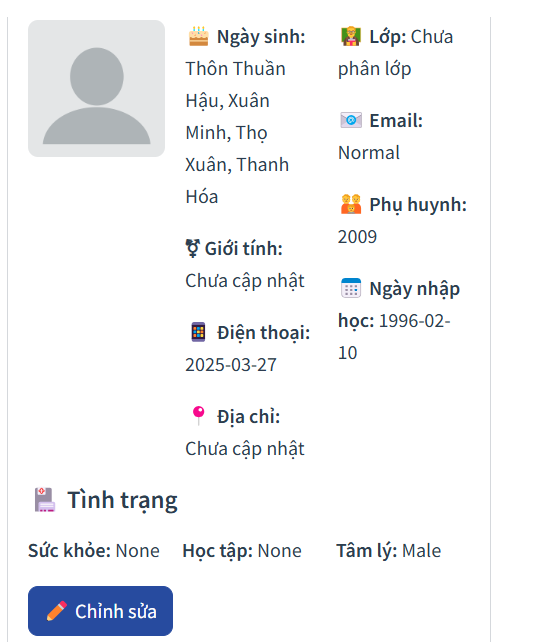 Ngày sinh:
Thôn Thuần
Hậu, Xuân
Minh, Thọ
Xuân, Thanh
Hóa
Giới tính:
Chưa cập nhật
Điện thoại:
2025-03-27
Địa chỉ:
Chưa cập nhật
Lớp: Chưa
phân lớp
Email:
Normal
Phụ huynh:
2009
Ngày nhập
học: 1996-02-
10
Tình trạng
Sức khỏe: None
Học tập: None
Tâm lý: Male
Chỉnh sửa